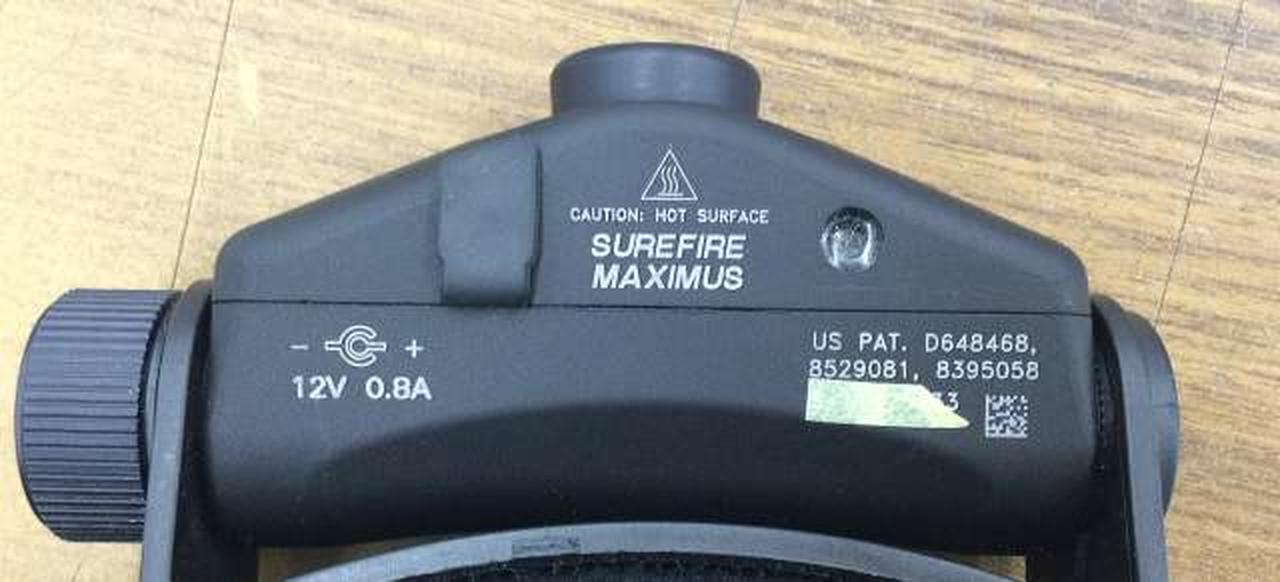 CAUTION: HOT SURFACE
SUREFIRE
MAXIMUS
- +
12V 0.8A
US PAT. D648468,
8529081, 8395058